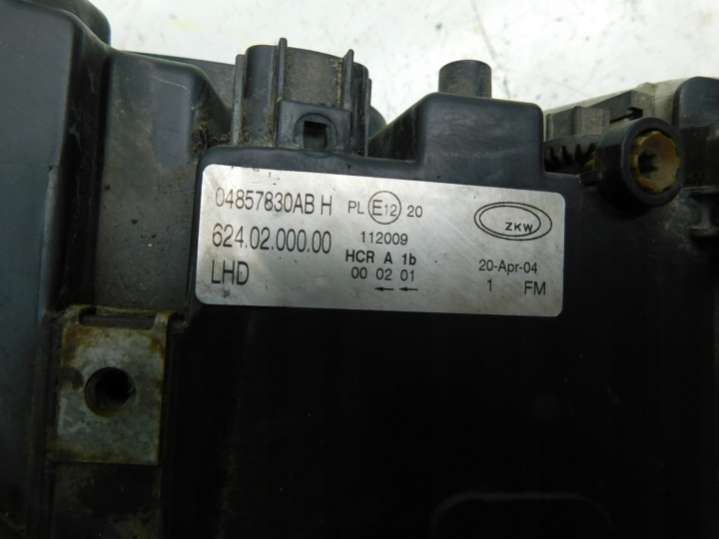 04857830AB H
624.02.000.00
LHD
PL E12 20
112009
HCR A 1b
00 02 01
←←
ZKW
20-Apr-04
1 FM